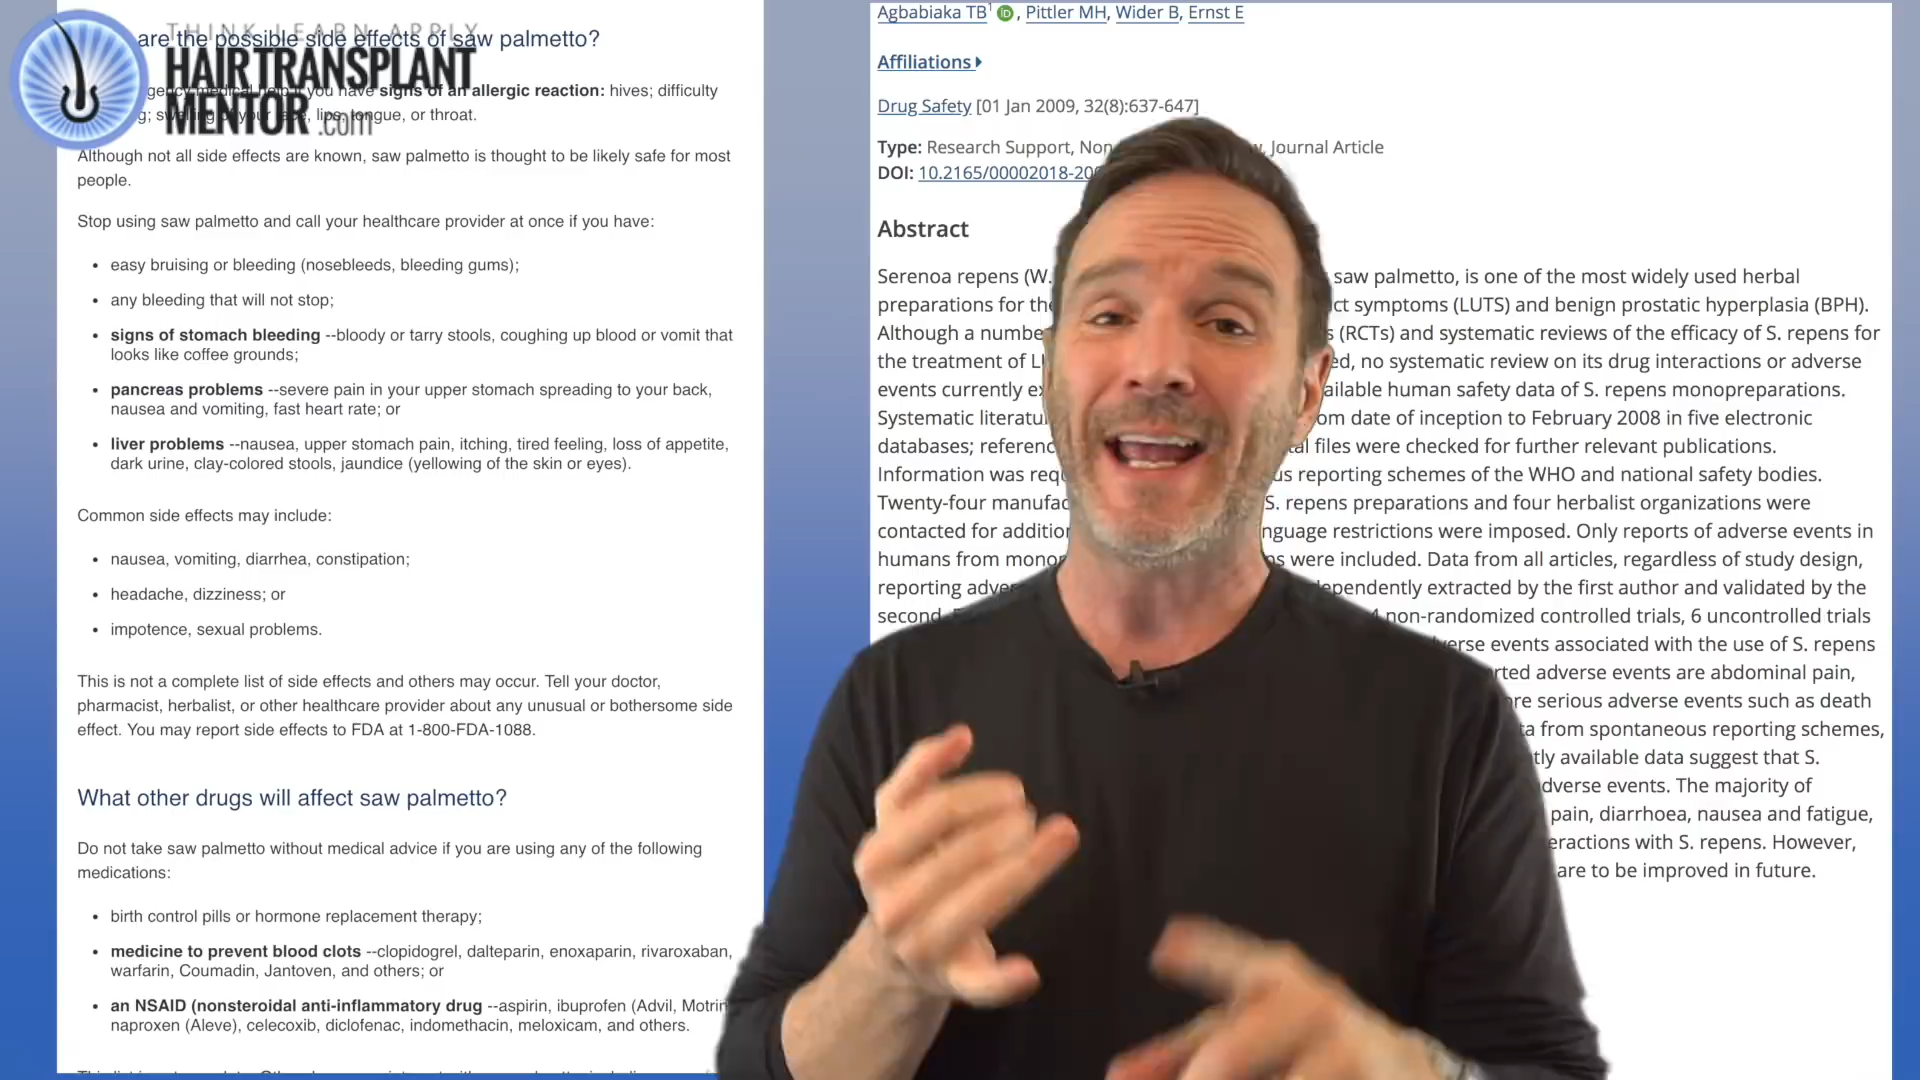 THINK LEARN APPLY
HAIR TRANSPLANT
MENTOR.com
are the possible side effects of saw palmetto?
you have signs of an allergic reaction: hives; difficulty
your face, lips, tongue, or throat.
Although not all side effects are known, saw palmetto is thought to be likely safe for most
people.
Stop using saw palmetto and call your healthcare provider at once if you have:
• easy bruising or bleeding (nosebleeds, bleeding gums);
• any bleeding that will not stop;
• signs of stomach bleeding --bloody or tarry stools, coughing up blood or vomit that
looks like coffee grounds;
• pancreas problems --severe pain in your upper stomach spreading to your back,
nausea and vomiting, fast heart rate; or
• liver problems --nausea, upper stomach pain, itching, tired feeling, loss of appetite,
dark urine, clay-colored stools, jaundice (yellowing of the skin or eyes).
Common side effects may include:
• nausea, vomiting, diarrhea, constipation;
• headache, dizziness; or
• impotence, sexual problems.
This is not a complete list of side effects and others may occur. Tell your doctor,
pharmacist, herbalist, or other healthcare provider about any unusual or bothersome side
effect. You may report side effects to FDA at 1-800-FDA-1088.
What other drugs will affect saw palmetto?
Do not take saw palmetto without medical advice if you are using any of the following
medications:
• birth control pills or hormone replacement therapy;
• medicine to prevent blood clots --clopidogrel, dalteparin, enoxaparin, rivaroxaban,
warfarin, Coumadin, Jantoven, and others; or
• an NSAID (nonsteroidal anti-inflammatory drug --aspirin, ibuprofen (Advil, Motrin
naproxen (Aleve), celecoxib, diclofenac, indomethacin, meloxicam, and others.
Agbabiaka TB1 iD, Pittler MH, Wider B, Ernst E
Affiliations
Drug Safety [01 Jan 2009, 32(8):637-647]
Type: Research Support, Non Journal Article
DOI: 10.2165/00002018-20
Abstract
Serenoa repens (W. saw palmetto, is one of the most widely used herbal
preparations for the ct symptoms (LUTS) and benign prostatic hyperplasia (BPH).
Although a number (RCTs) and systematic reviews of the efficacy of S. repens for
the treatment of L ed, no systematic review on its drug interactions or adverse
events currently ex ailable human safety data of S. repens monopreparations.
Systematic literatu om date of inception to February 2008 in five electronic
databases; referenc al files were checked for further relevant publications.
Information was req us reporting schemes of the WHO and national safety bodies.
Twenty-four manufac S. repens preparations and four herbalist organizations were
contacted for addition nguage restrictions were imposed. Only reports of adverse events in
humans from mono s were included. Data from all articles, regardless of study design,
reporting adve ependently extracted by the first author and validated by the
second. 4 non-randomized controlled trials, 6 uncontrolled trials
verse events associated with the use of S. repens
rted adverse events are abdominal pain,
re serious adverse events such as death
ta from spontaneous reporting schemes,
tly available data suggest that S.
dverse events. The majority of
pain, diarrhoea, nausea and fatigue,
eractions with S. repens. However,
are to be improved in future.